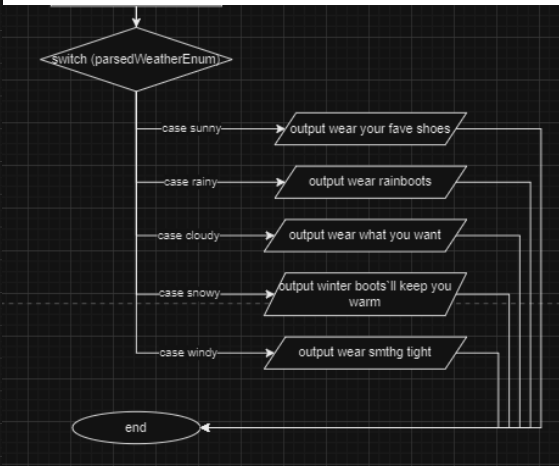 switch (parsedWeatherEnum)
case sunny
output wear your fave shoes
case rainy
output wear rainboots
case cloudy
output wear what you want
case snowy
output winter boots`ll keep you
warm
case windy
output wear smthg tight
end